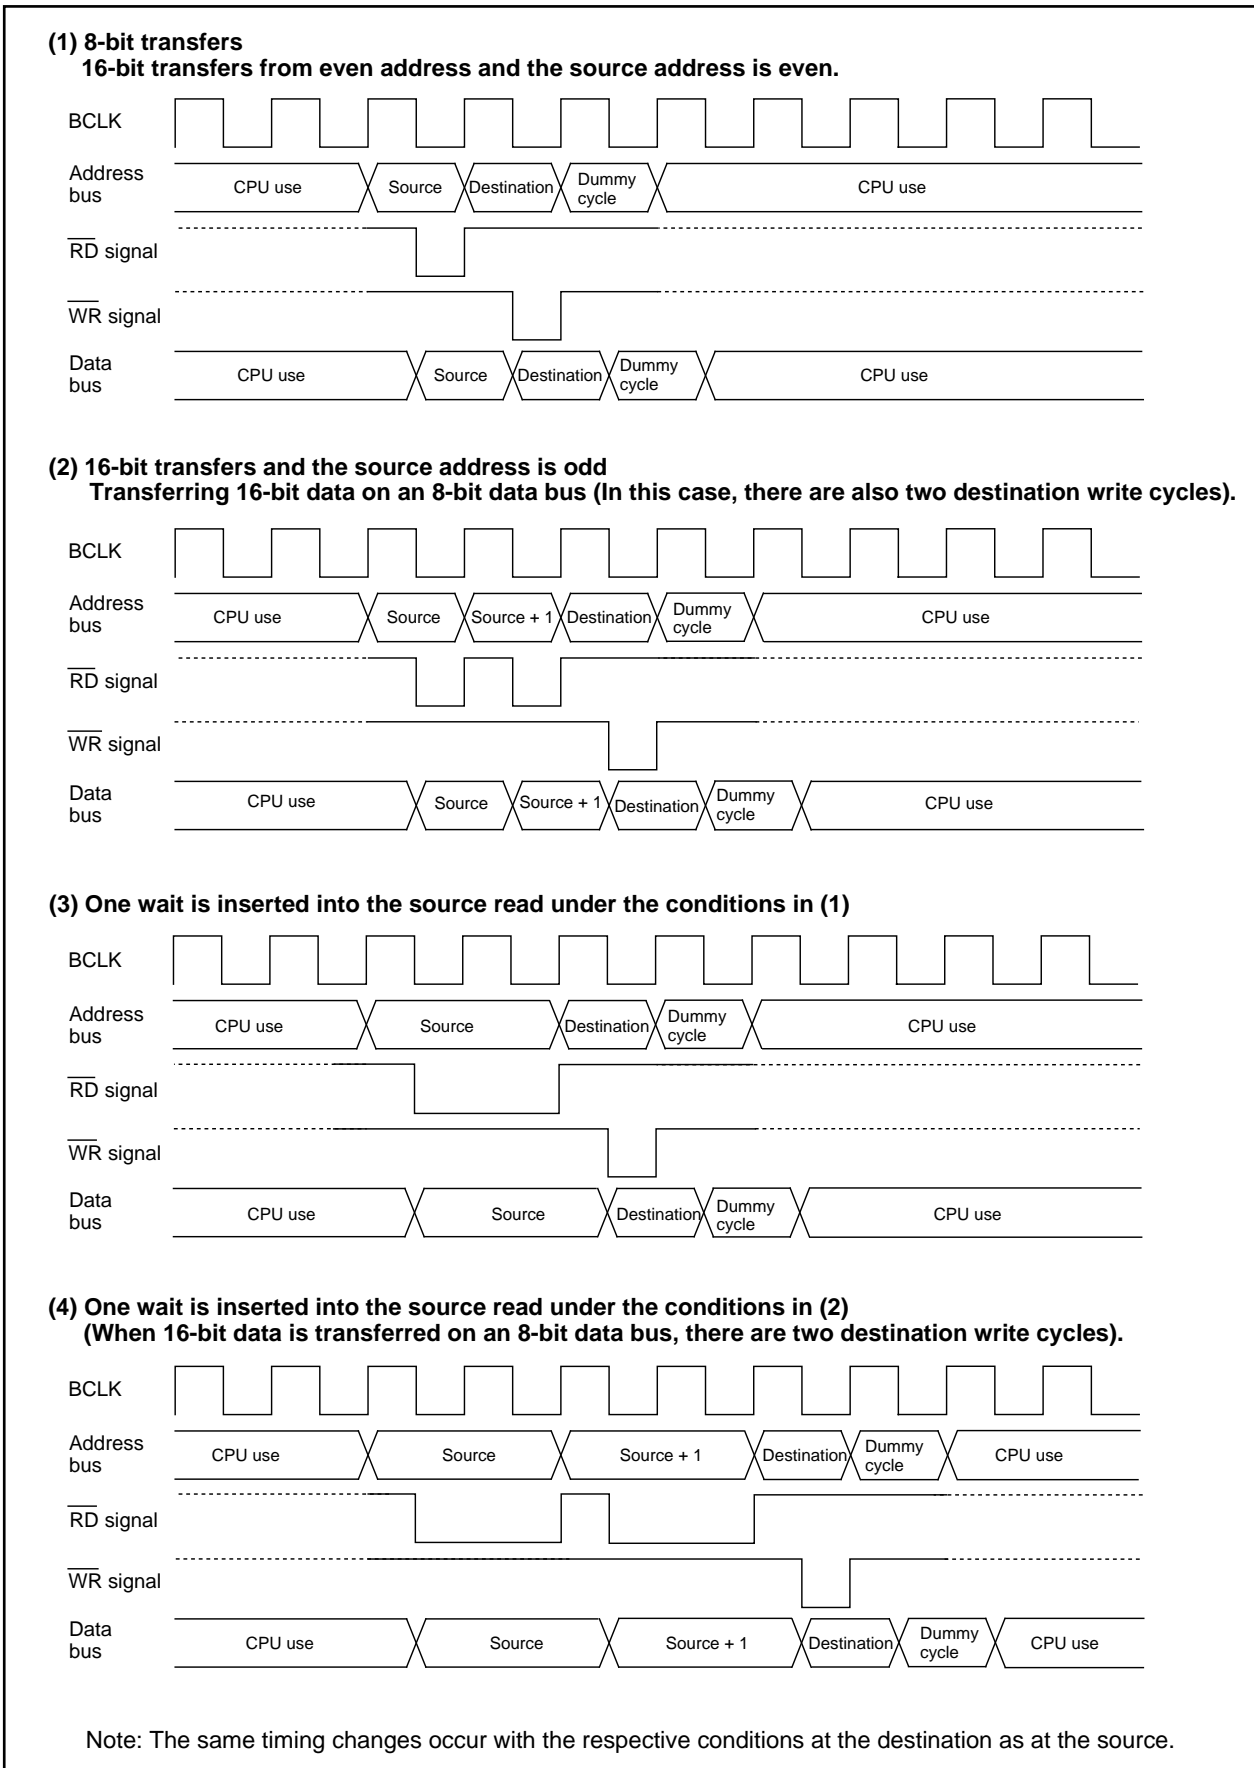 (1) 8-bit transfers
16-bit transfers from even address and the source address is even.
BCLK
Address
bus
CPU use
Source
Destination
Dummy
cycle
CPU use
RD signal
WR signal
Data
bus
CPU use
Source
Destination
Dummy
cycle
CPU use
(2) 16-bit transfers and the source address is odd
Transferring 16-bit data on an 8-bit data bus (In this case, there are also two destination write cycles).
BCLK
Address
bus
CPU use
Source
Source + 1
Destination
Dummy
cycle
CPU use
RD signal
WR signal
Data
bus
CPU use
Source
Source + 1
Destination
Dummy
cycle
CPU use
(3) One wait is inserted into the source read under the conditions in (1)
BCLK
Address
bus
CPU use
Source
Destination
Dummy
cycle
CPU use
RD signal
WR signal
Data
bus
CPU use
Source
Destination
Dummy
cycle
CPU use
(4) One wait is inserted into the source read under the conditions in (2)
(When 16-bit data is transferred on an 8-bit data bus, there are two destination write cycles).
BCLK
Address
bus
CPU use
Source
Source + 1
Destination
Dummy
cycle
CPU use
RD signal
WR signal
Data
bus
CPU use
Source
Source + 1
Destination
Dummy
cycle
CPU use
Note: The same timing changes occur with the respective conditions at the destination as at the source.